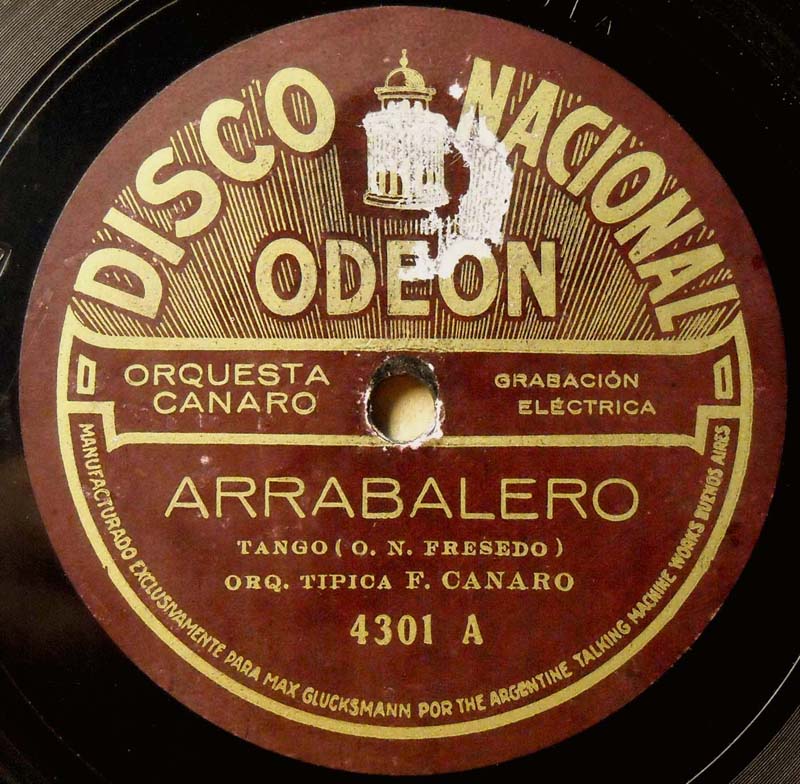 DISCO NACIONAL
ODEON
ORQUESTA
CANARO
GRABACIÓN
ELÉCTRICA
ARRABALERO
TANGO ( O. N. FRESEDO )
ORQ. TIPICA F. CANARO
4301 A
MANUFACTURADO EXCLUSIVAMENTE PARA MAX GLUCKSMANN POR THE ARGENTINE TALKING MACHINE WORKS BUENOS AIRES